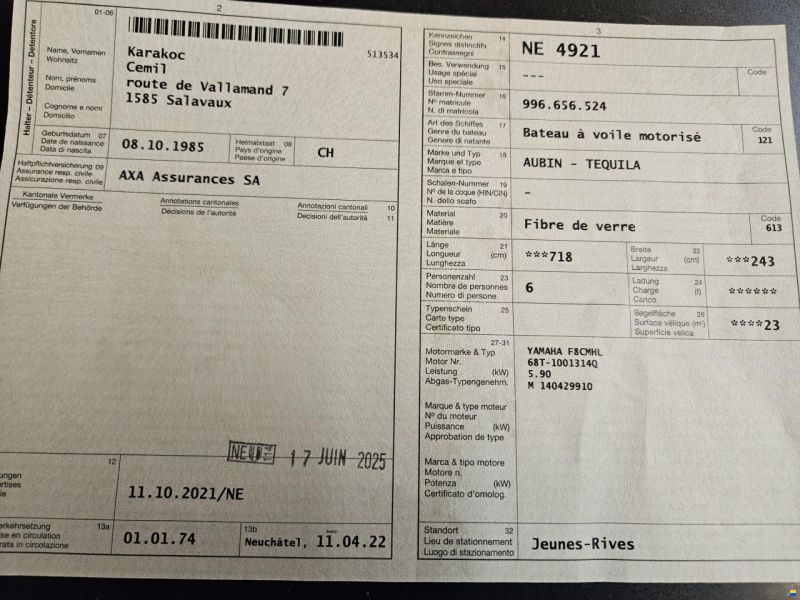 01-06
2
Halter – Détenteur – Detentore
Name, Vornamen
Wohnsitz
Nom, prénoms
Domicile
Cognome e nomi
Domicilio
513534
Karakoc
Cemil
route de Vallamand 7
1585 Salavaux
Geburtsdatum 07
Date de naissance
Data di nascita
08.10.1985
Heimatstaat 08
Pays d'origine
Paese d'origine
CH
Haftpflichtversicherung 09
Assurance resp. civile
Assicurazione resp. civile
AXA Assurances SA
Kantonale Vermerke
Verfügungen der Behörde
Annotations cantonales
Décisions de l'autorité
Annotazioni cantonali 10
Decisioni dell'autorità 11
NE
17 JUIN 2025
12
ungen
ertises
ie
11.10.2021/NE
erkehrsetzung 13a
se en circulation
rata in circolazione
01.01.74
13b
Neuchâtel, 11.04.22
3
Kennzeichen 14
Signes distinctifs
Contrassegni
NE 4921
Bes. Verwendung 15
Usage spécial
Uso speciale
---
Code
Stamm-Nummer 16
N° matricule
N. di matricola
996.656.524
Art des Schiffes 17
Genre du bateau
Genere di natante
Bateau à voile motorisé
Code
121
Marke und Typ 18
Marque et type
Marca e tipo
AUBIN - TEQUILA
Schalen-Nummer 19
N° de la coque (HIN/CIN)
N. dello scafo
-
Material 20
Matière
Materiale
Fibre de verre
Code
613
Länge 21
Longueur (cm)
Lunghezza
***718
Breite 22
Largeur (cm)
Larghezza
***243
Personenzahl 23
Nombre de personnes
Numero di persone
6
Ladung 24
Charge (t)
Carico
******
Typenschein 25
Carte type
Certificato tipo
Segelfläche 26
Surface vélique (m²)
Superficie velica
****23
27-31
Motormarke & Typ
Motor Nr.
Leistung (kW)
Abgas-Typengenehm.
YAMAHA F8CMHL
68T-1001314Q
5.90
M 140429910
Marque & type moteur
N° du moteur
Puissance (kW)
Approbation de type
Marca & tipo motore
Motore n.
Potenza (kW)
Certificato d'omolog.
Standort 32
Lieu de stationnement
Luogo di stazionamento
Jeunes-Rives